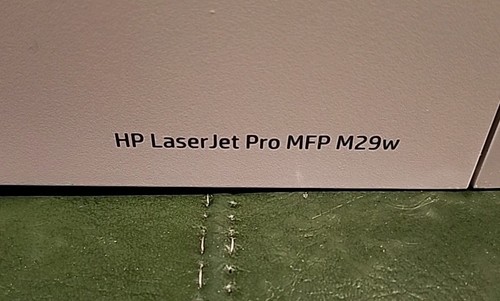 HP LaserJet Pro MFP M29w